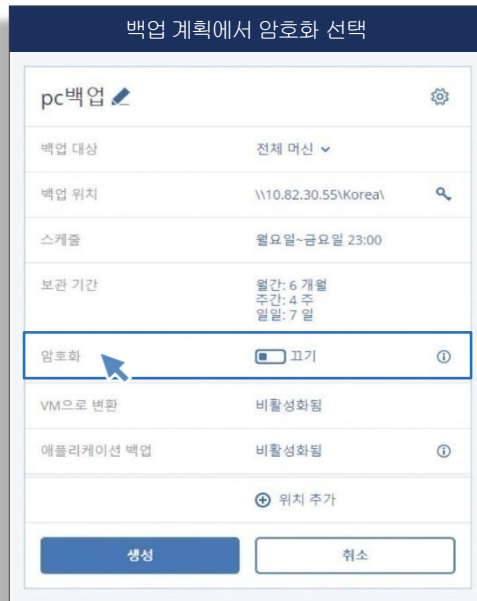 백업 계획에서 암호화 선택
pc백업
백업 대상 전체 머신
백업 위치 \\10.82.30.55\Korea\
스케줄 월요일~금요일 23:00
보관 기간 월간: 6 개월
주간: 4 주
일일: 7 일
암호화 끄기
VM으로 변환 비활성화됨
애플리케이션 백업 비활성화됨
위치 추가
생성 취소